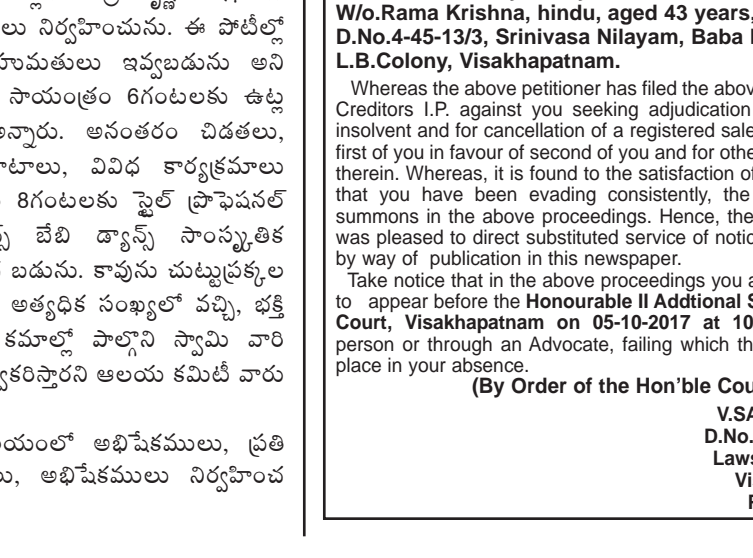 లు నిర్వహించును. ఈ పోటీల్లో
హుమతులు ఇవ్వబడును అని
సాయంత్రం 6గంటలకు ఉట్ల
అన్నారు. అనంతరం చిడతలు,
టాలు, వివిధ కార్యక్రమాలు
8గంటలకు స్టైల్ ప్రొఫెషనల్
బేబి డ్యాన్స్ సాంస్కృతిక
బడును. కావున చుట్టుప్రక్కల
అత్యధిక సంఖ్యలో వచ్చి, భక్తి
కమాల్లో పాల్గొని స్వామి వారి
కరిస్తారని ఆలయ కమిటీ వారు
యంలో అభిషేకములు, ప్రతి
లు, అభిషేకములు నిర్వహించ
W/o.Rama Krishna, hindu, aged 43 years,
D.No.4-45-13/3, Srinivasa Nilayam, Baba
L.B.Colony, Visakhapatnam.
Whereas the above petitioner has filed the abov
Creditors I.P. against you seeking adjudication
insolvent and for cancellation of a registered sale
first of you in favour of second of you and for othe
therein. Whereas, it is found to the satisfaction of
that you have been evading consistently, the
summons in the above proceedings. Hence, the
was pleased to direct substituted service of notic
by way of publication in this newspaper.
Take notice that in the above proceedings you a
to appear before the Honourable II Addtional S
Court, Visakhapatnam on 05-10-2017 at 10
person or through an Advocate, failing which th
place in your absence.
(By Order of the Hon'ble Cou
V.SA
D.No.
Laws
Vi